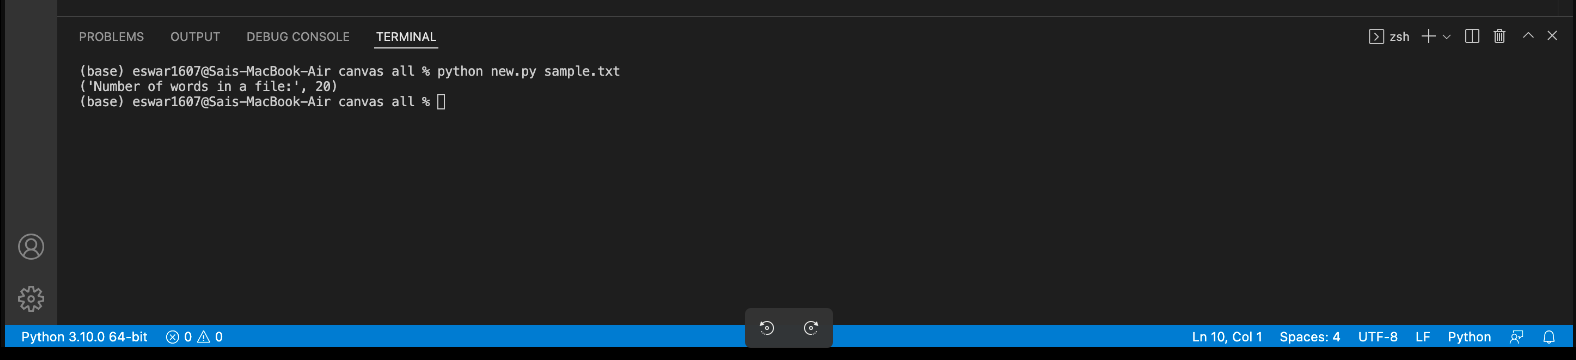 PROBLEMS OUTPUT DEBUG CONSOLE TERMINAL zsh
(base) eswar1607@Sais-MacBook-Air canvas all % python new.py sample.txt
('Number of words in a file:', 20)
(base) eswar1607@Sais-MacBook-Air canvas all %
Python 3.10.0 64-bit 0 0 Ln 10, Col 1 Spaces: 4 UTF-8 LF Python